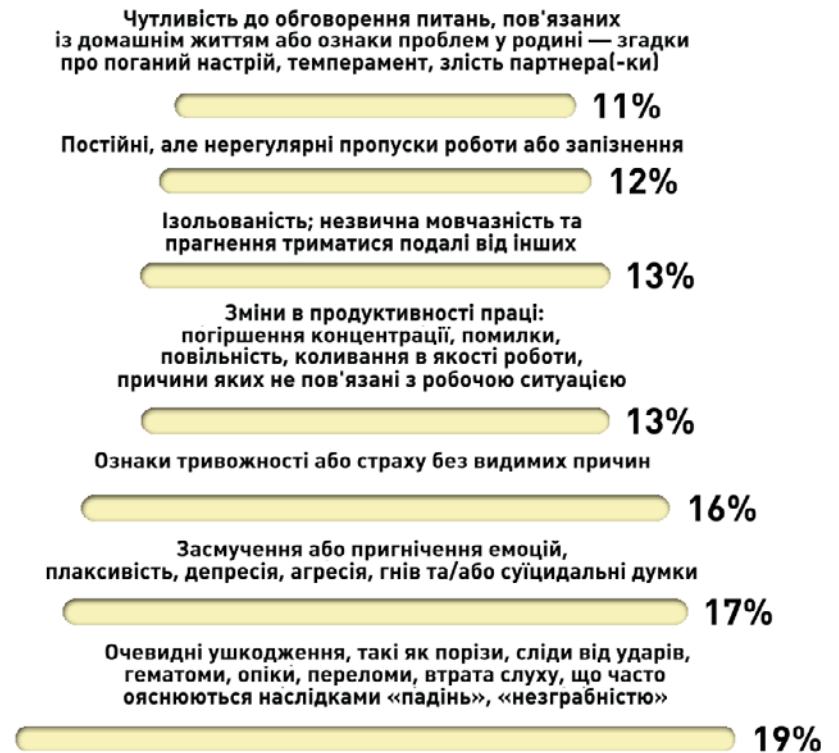 Чутливість до обговорення питань, пов'язаних
із домашнім життям або ознаки проблем у родині — згадки
про поганий настрій, темперамент, злість партнера(-ки)
11%
Постійні, але нерегулярні пропуски роботи або запізнення
12%
Ізольованість; незвична мовчазність та
прагнення триматися подалі від інших
13%
Зміни в продуктивності праці:
погіршення концентрації, помилки,
повільність, коливання в якості роботи,
причини яких не пов'язані з робочою ситуацією
13%
Ознаки тривожності або страху без видимих причин
16%
Засмучення або пригнічення емоцій,
плаксивість, депресія, агресія, гнів та/або суїцидальні думки
17%
Очевидні ушкодження, такі як порізи, сліди від ударів,
гематоми, опіки, переломи, втрата слуху, що часто
ояснюються наслідками «падінь», «незграбністю»
19%